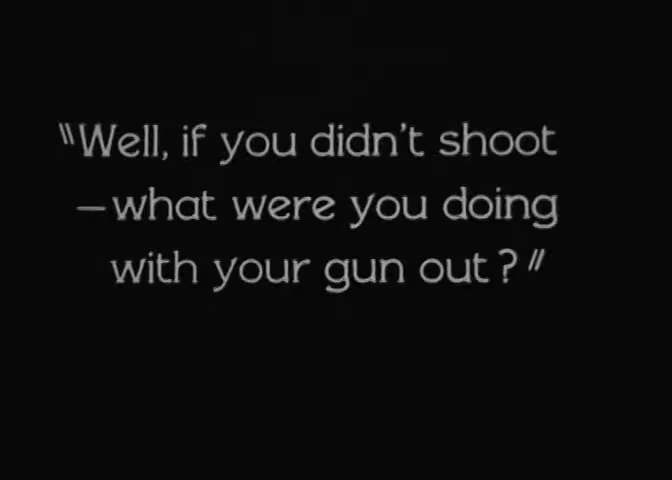 "Well, if you didn't shoot
—what were you doing
with your gun out?"